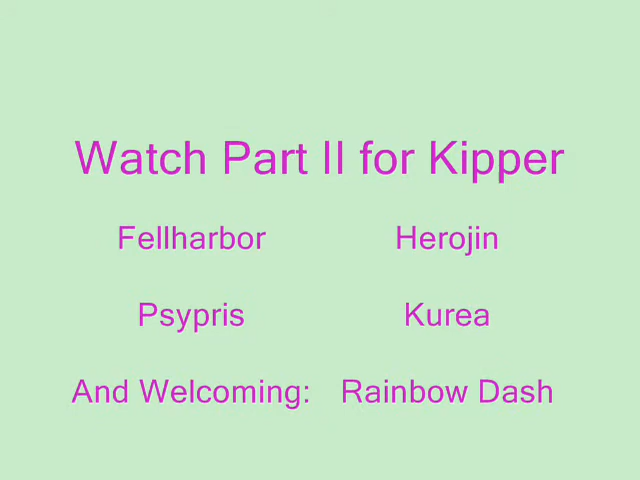 Watch Part II for Kipper
Fellharbor Herojin
Psypris Kurea
And Welcoming: Rainbow Dash